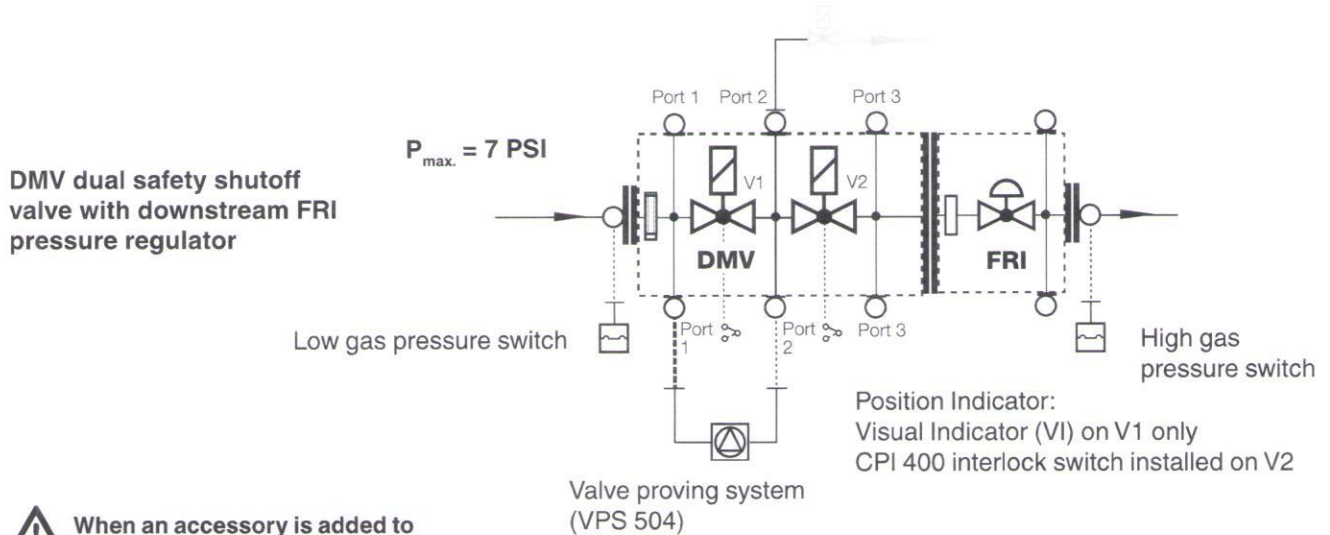 Port 1 Port 2 Port 3
P max. = 7 PSI
DMV dual safety shutoff
valve with downstream FRI
pressure regulator
V1 V2
DMV FRI
Low gas pressure switch
Port
1
Port
2
Port 3
High gas
pressure switch
Position Indicator:
Visual Indicator (VI) on V1 only
CPI 400 interlock switch installed on V2
Valve proving system
(VPS 504)
When an accessory is added to